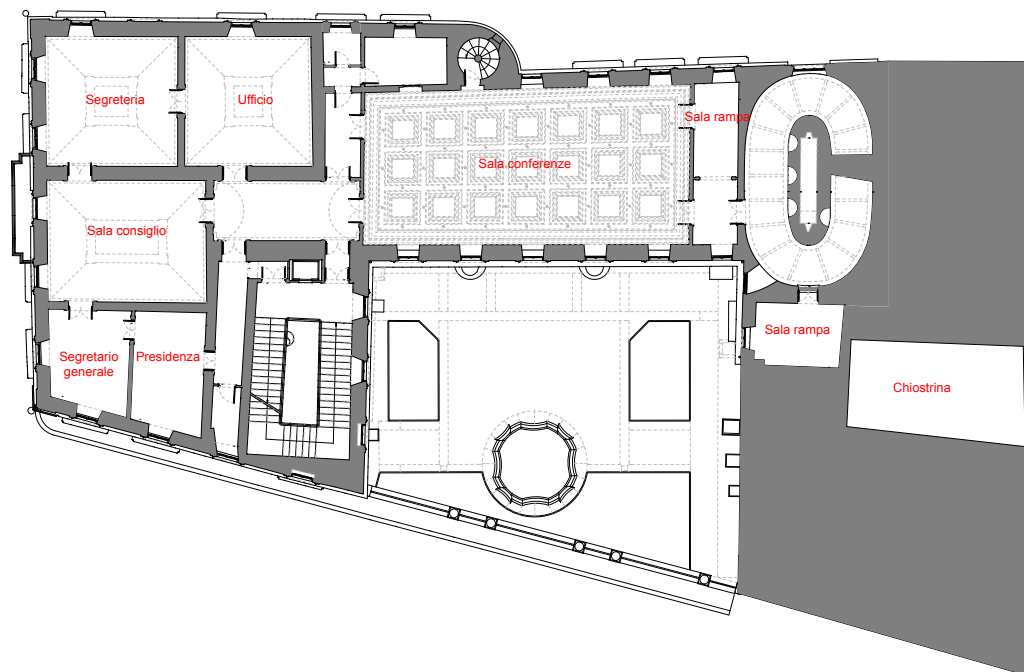 Segreteria
Ufficio
Sala rampa
Sala conferenze
Sala consiglio
Sala rampa
Segretario
generale
Presidenza
Chiostrina